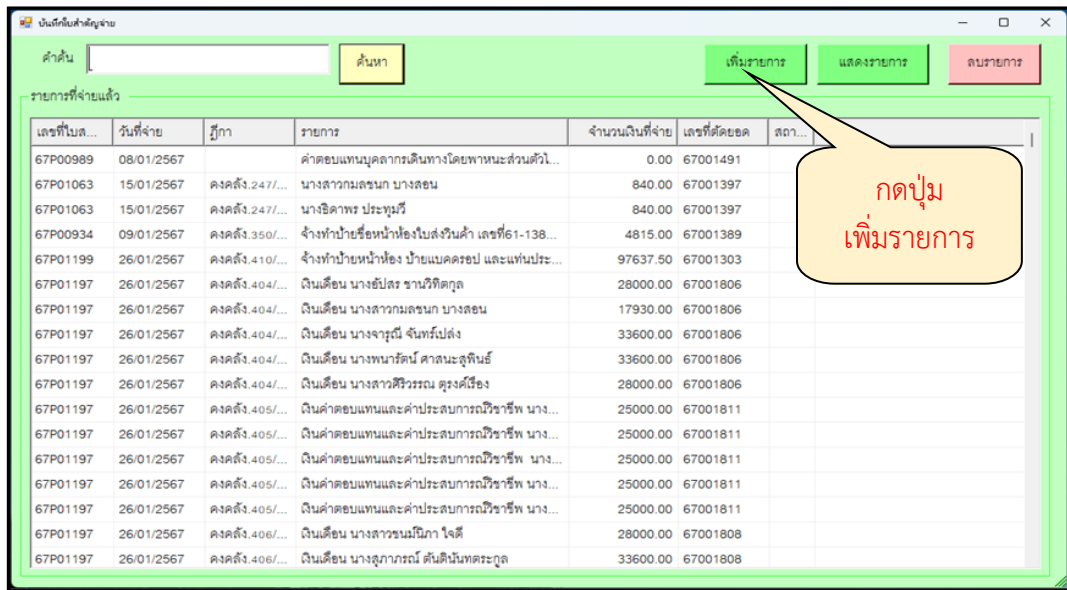 บันทึกใบสำคัญจ่าย
คำค้น ค้นหา เพิ่มรายการ แสดงรายการ ลบรายการ
รายการที่จ่ายแล้ว
เลขที่ใบส... วันที่จ่าย ฎีกา รายการ จำนวนเงินที่จ่าย เลขที่ตัดยอด สถา...
67P00989 08/01/2567 ค่าตอบแทนบุคลากรเดินทางโดยพาหนะส่วนตัวไ... 0.00 67001491
67P01063 15/01/2567 คงคลัง.247/... นางสาวกมลชนก บางสอน 840.00 67001397
67P01063 15/01/2567 คงคลัง.247/... นางธิดาพร ประทุมวี 840.00 67001397
67P00934 09/01/2567 คงคลัง.350/... จ้างทำป้ายชื่อหน้าห้องใบส่งวินค้า เลขที่61-138... 4815.00 67001389
67P01199 26/01/2567 คงคลัง.410/... จ้างทำป้ายหน้าห้อง ป้ายแบคดรอป และแท่นประ... 97637.50 67001303
67P01197 26/01/2567 คงคลัง.404/... เงินเดือน นางอัปสร ชานวิทิตกุล 28000.00 67001806
67P01197 26/01/2567 คงคลัง.404/... เงินเดือน นางสาวกมลชนก บางสอน 17930.00 67001806
67P01197 26/01/2567 คงคลัง.404/... เงินเดือน นางจารุณี จันทร์เปล่ง 33600.00 67001806
67P01197 26/01/2567 คงคลัง.404/... เงินเดือน นางพนารัตน์ ศาสนะสุพินธ์ 33600.00 67001806
67P01197 26/01/2567 คงคลัง.404/... เงินเดือน นางสาวศิริวรรณ ตุรงค์เรือง 28000.00 67001806
67P01197 26/01/2567 คงคลัง.405/... เงินค่าตอบแทนและค่าประสบการณ์วิชาชีพ นาง... 25000.00 67001811
67P01197 26/01/2567 คงคลัง.405/... เงินค่าตอบแทนและค่าประสบการณ์วิชาชีพ นาง... 25000.00 67001811
67P01197 26/01/2567 คงคลัง.405/... เงินค่าตอบแทนและค่าประสบการณ์วิชาชีพ นาง... 25000.00 67001811
67P01197 26/01/2567 คงคลัง.405/... เงินค่าตอบแทนและค่าประสบการณ์วิชาชีพ นาง... 25000.00 67001811
67P01197 26/01/2567 คงคลัง.405/... เงินค่าตอบแทนและค่าประสบการณ์วิชาชีพ นาง... 25000.00 67001811
67P01197 26/01/2567 คงคลัง.406/... เงินเดือน นางสาวชนม์นิภา ใจดี 28000.00 67001808
67P01197 26/01/2567 คงคลัง.406/... เงินเดือน นางสุภาภรณ์ ตันตินันทตระกูล 33600.00 67001808
กดปุ่ม
เพิ่มรายการ